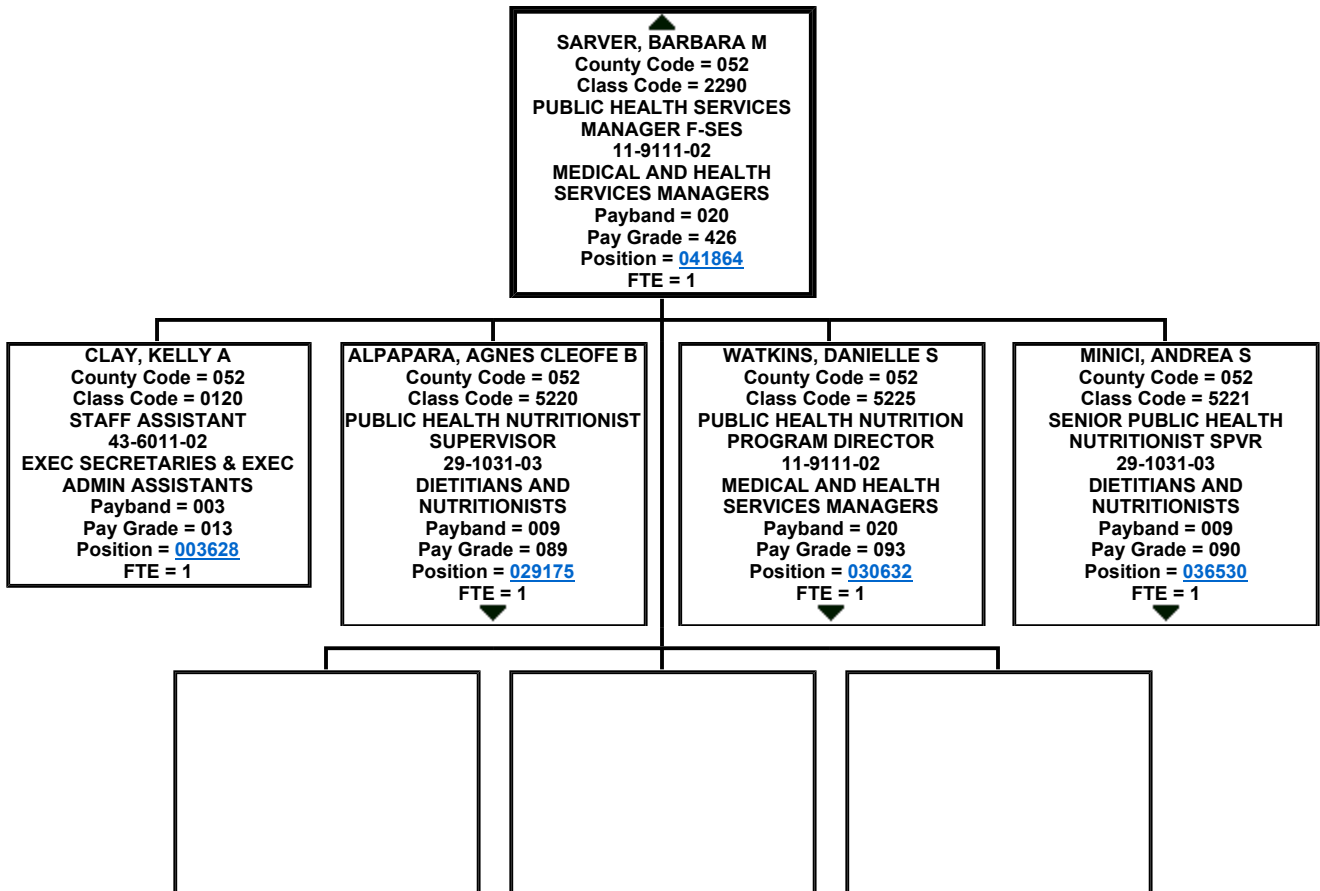 SARVER, BARBARA M
County Code = 052
Class Code = 2290
PUBLIC HEALTH SERVICES
MANAGER F-SES
11-9111-02
MEDICAL AND HEALTH
SERVICES MANAGERS
Payband = 020
Pay Grade = 426
Position = 041864
FTE = 1
CLAY, KELLY A
County Code = 052
Class Code = 0120
STAFF ASSISTANT
43-6011-02
EXEC SECRETARIES & EXEC
ADMIN ASSISTANTS
Payband = 003
Pay Grade = 013
Position = 003628
FTE = 1
ALPAPARA, AGNES CLEOFE B
County Code = 052
Class Code = 5220
PUBLIC HEALTH NUTRITIONIST
SUPERVISOR
29-1031-03
DIETITIANS AND
NUTRITIONISTS
Payband = 009
Pay Grade = 089
Position = 029175
FTE = 1
WATKINS, DANIELLE S
County Code = 052
Class Code = 5225
PUBLIC HEALTH NUTRITION
PROGRAM DIRECTOR
11-9111-02
MEDICAL AND HEALTH
SERVICES MANAGERS
Payband = 020
Pay Grade = 093
Position = 030632
FTE = 1
MINICI, ANDREA S
County Code = 052
Class Code = 5221
SENIOR PUBLIC HEALTH
NUTRITIONIST SPVR
29-1031-03
DIETITIANS AND
NUTRITIONISTS
Payband = 009
Pay Grade = 090
Position = 036530
FTE = 1